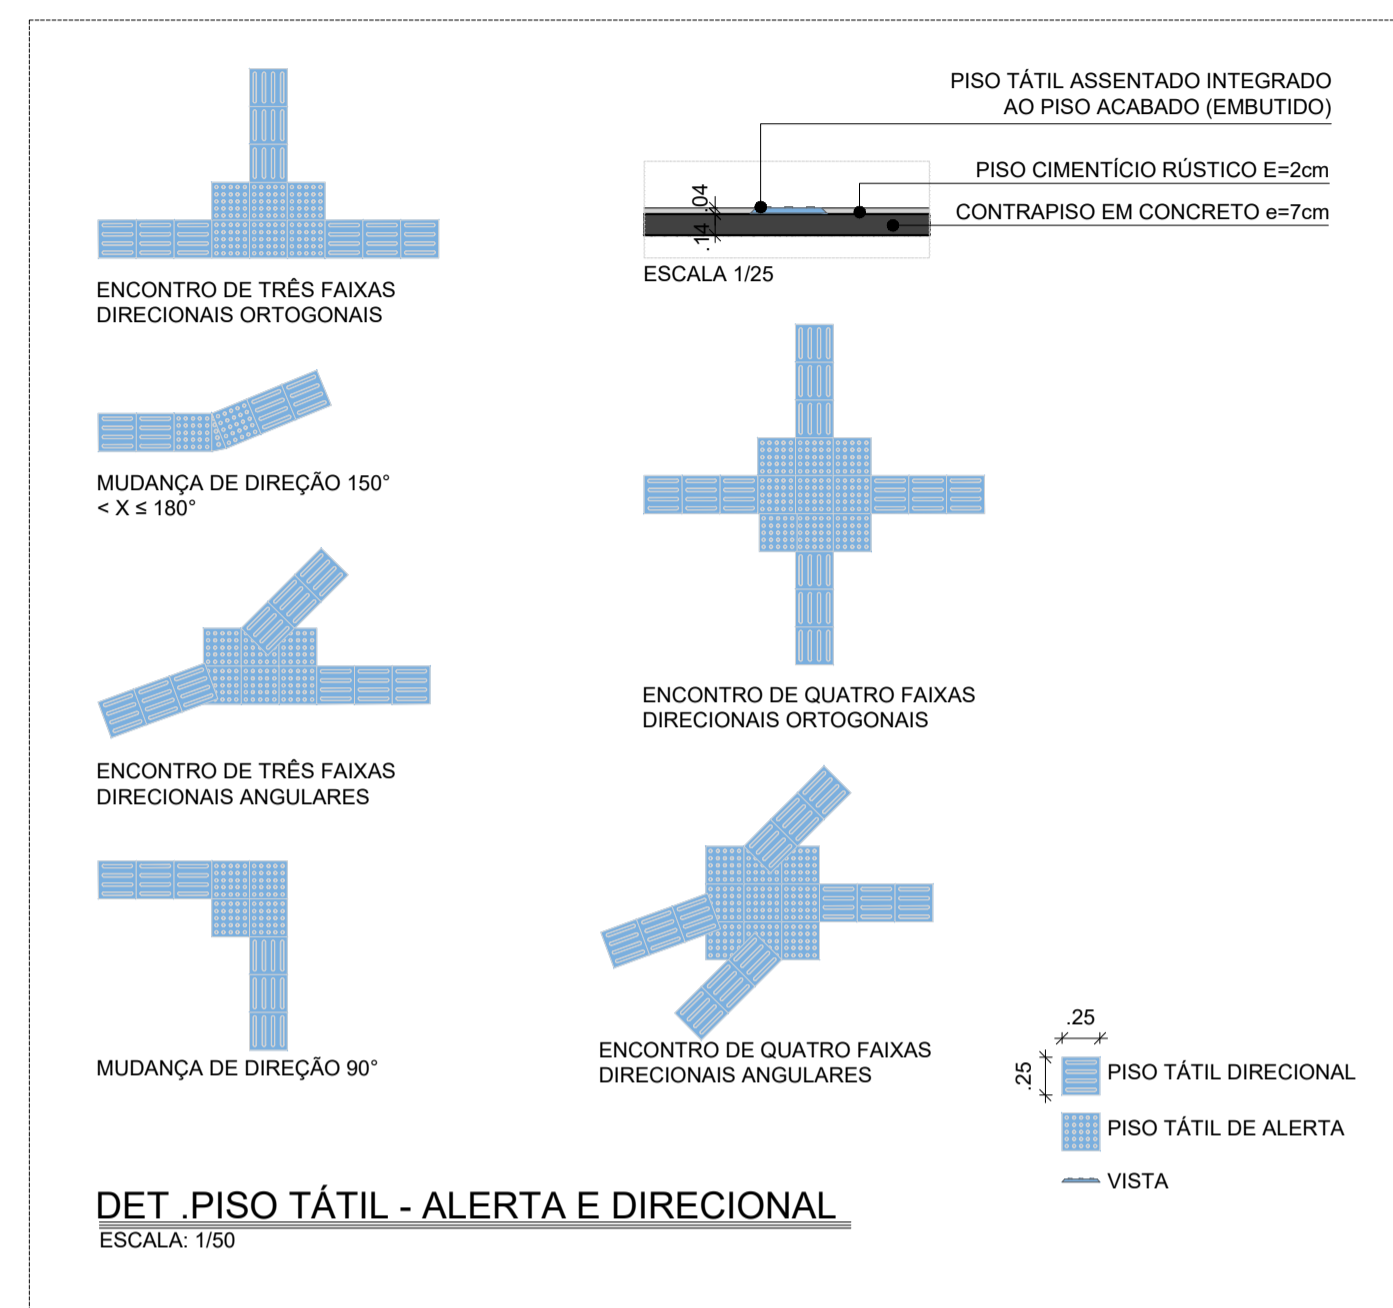 PISO TÁTIL ASSENTADO INTEGRADO
AO PISO ACABADO (EMBUTIDO)
PISO CIMENTÍCIO RÚSTICO E=2cm
CONTRAPISO EM CONCRETO e=7cm
.04
.14
ESCALA 1/25
ENCONTRO DE TRÊS FAIXAS
DIRECIONAIS ORTOGONAIS
MUDANÇA DE DIREÇÃO 150°
< X ≤ 180°
ENCONTRO DE QUATRO FAIXAS
DIRECIONAIS ORTOGONAIS
ENCONTRO DE TRÊS FAIXAS
DIRECIONAIS ANGULARES
MUDANÇA DE DIREÇÃO 90°
ENCONTRO DE QUATRO FAIXAS
DIRECIONAIS ANGULARES
.25
.25
PISO TÁTIL DIRECIONAL
PISO TÁTIL DE ALERTA
VISTA
DET .PISO TÁTIL - ALERTA E DIRECIONAL
ESCALA: 1/50